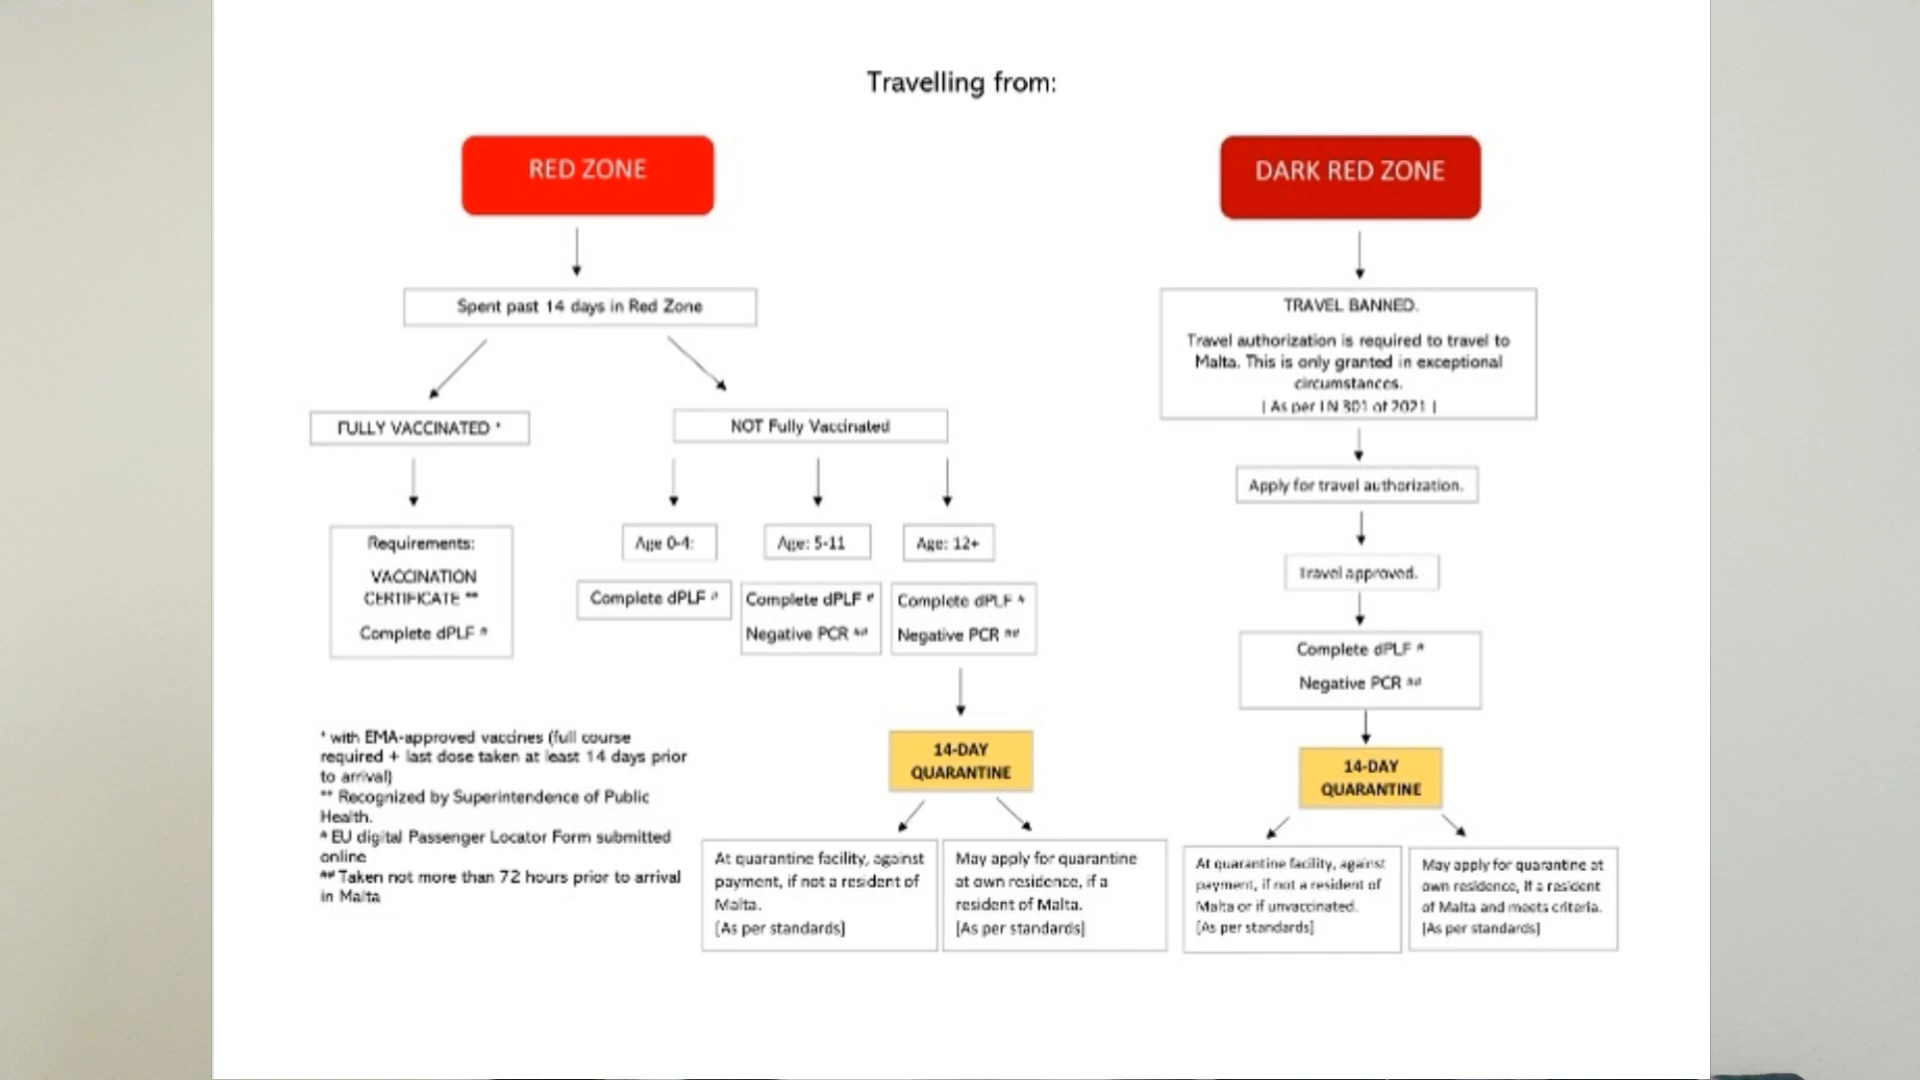 Travelling from:
RED ZONE
Spent past 14 days in Red Zone
FULLY VACCINATED *
Requirements:
VACCINATION
CERTIFICATE **
Complete dPLF #
NOT Fully Vaccinated
Age 0-4:
Complete dPLF #
Age: 5-11
Complete dPLF #
Negative PCR ##
Age: 12+
Complete dPLF #
Negative PCR ##
14-DAY
QUARANTINE
At quarantine facility, against
payment, if not a resident of
Malta.
[As per standards]
May apply for quarantine
at own residence, if a
resident of Malta.
[As per standards]
* with EMA-approved vaccines (full course
required + last dose taken at least 14 days prior
to arrival)
** Recognized by Superintendence of Public
Health.
# EU digital Passenger Locator Form submitted
online
## Taken not more than 72 hours prior to arrival
in Malta
DARK RED ZONE
TRAVEL BANNED.
Travel authorization is required to travel to
Malta. This is only granted in exceptional
circumstances.
[ As per LN 301 of 2021 ]
Apply for travel authorization.
Travel approved.
Complete dPLF #
Negative PCR ##
14-DAY
QUARANTINE
At quarantine facility, against
payment, if not a resident of
Malta or if unvaccinated.
[As per standards]
May apply for quarantine at
own residence, if a resident
of Malta and meets criteria.
[As per standards]